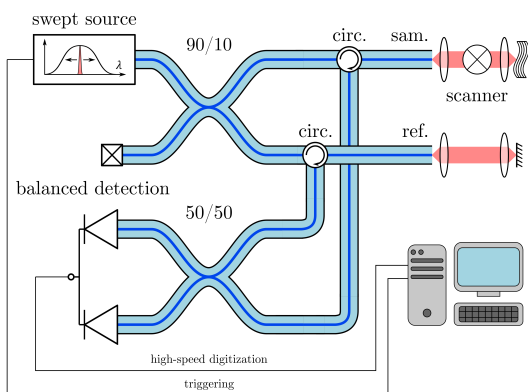 swept source
λ
90/10
circ.
sam.
scanner
circ.
ref.
balanced detection
50/50
high-speed digitization
triggering